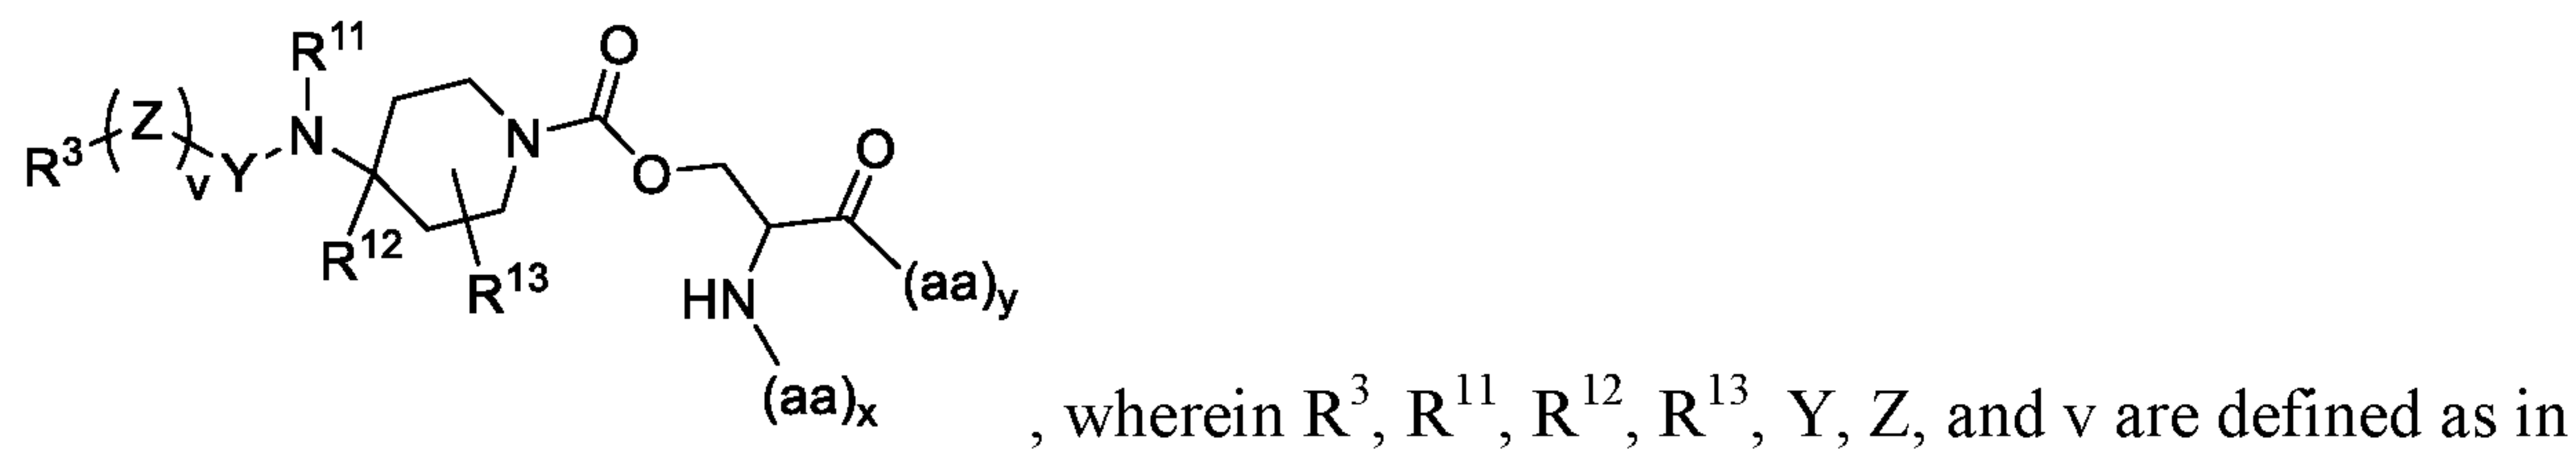 R¹¹
O
R³ (Z)v Y N N O O
R¹² R¹³ HN (aa)y
(aa)x , wherein R³, R¹¹, R¹², R¹³, Y, Z, and v are defined as in